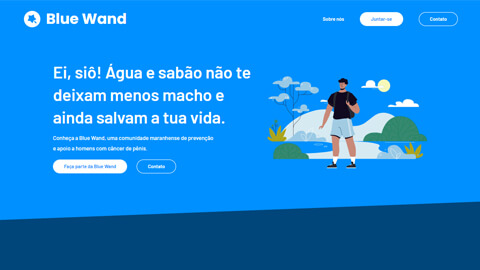 Blue Wand
Sobre nós
Juntar-se
Contato
Ei, siô! Água e sabão não te
deixam menos macho e
ainda salvam a tua vida.
Conheça a Blue Wand, uma comunidade maranhense de prevenção
e apoio a homens com câncer de pênis.
Faça parte da Blue Wand
Contato